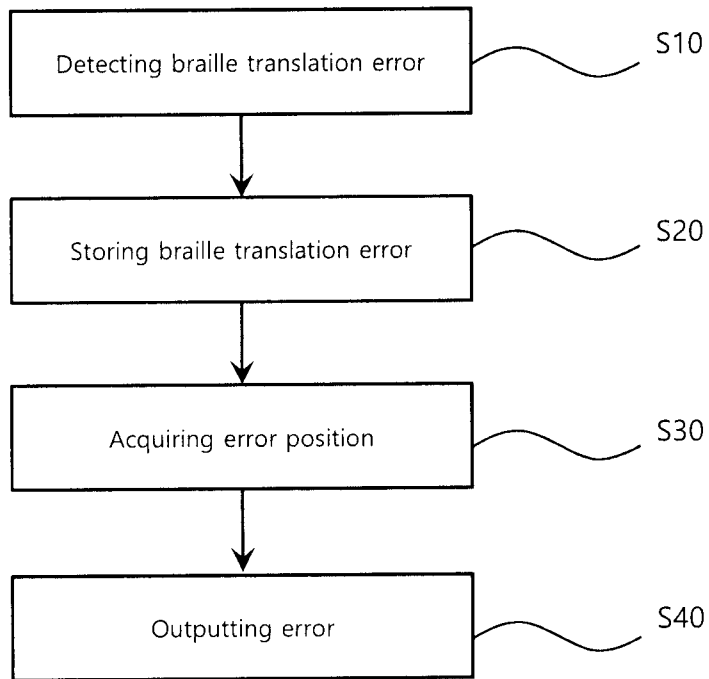 Detecting braille translation error
S10
Storing braille translation error
S20
Acquiring error position
S30
Outputting error
S40